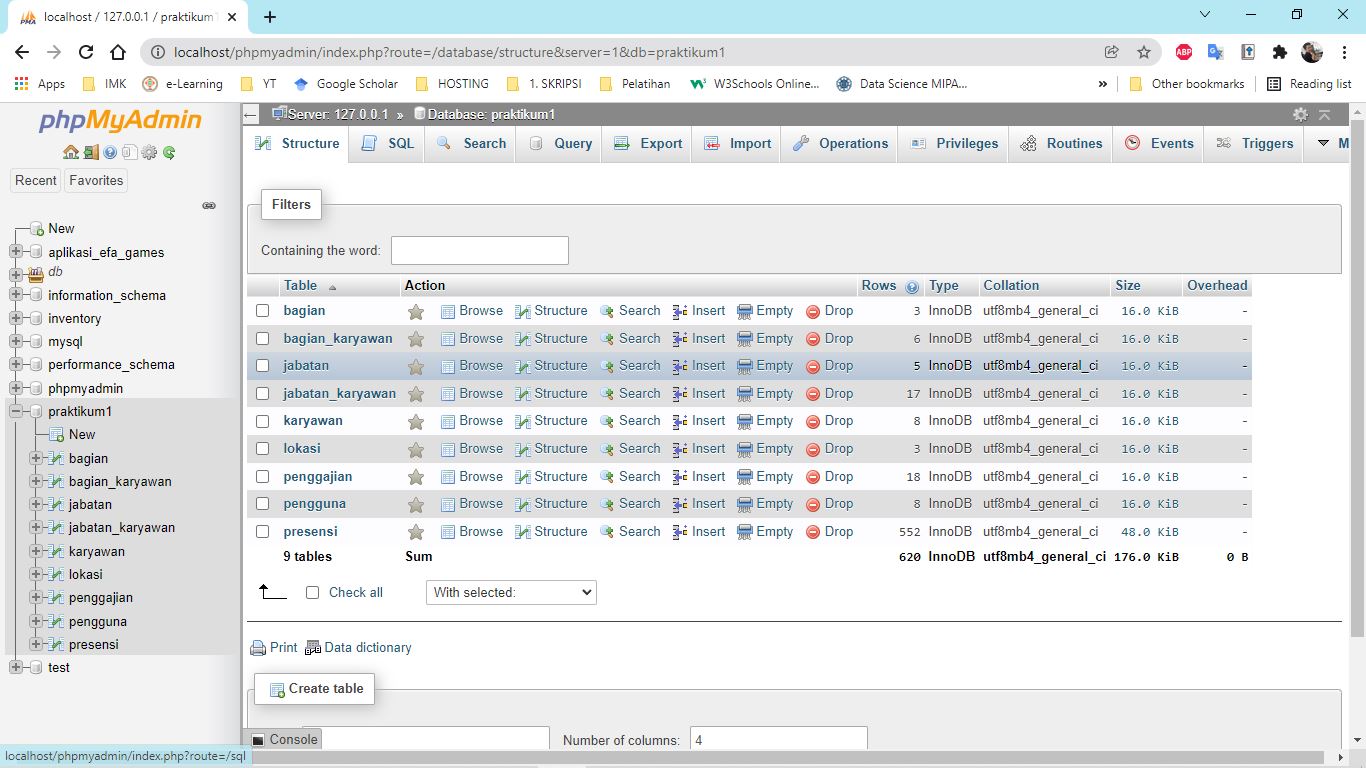 localhost / 127.0.0.1 / praktikum1
localhost/phpmyadmin/index.php?route=/database/structure&server=1&db=praktikum1
ABP
Apps IMK e-Learning YT Google Scholar HOSTING 1. SKRIPSI Pelatihan W3Schools Online... Data Science MIPA... » Other bookmarks Reading list
phpMyAdmin
Recent Favorites
New
aplikasi_efa_games
db
information_schema
inventory
mysql
performance_schema
phpmyadmin
praktikum1
New
bagian
bagian_karyawan
jabatan
jabatan_karyawan
karyawan
lokasi
penggajian
pengguna
presensi
test
Server: 127.0.0.1 » Database: praktikum1
Structure SQL Search Query Export Import Operations Privileges Routines Events Triggers M
Filters
Containing the word:
Table Action Rows Type Collation Size Overhead
bagian Browse Structure Search Insert Empty Drop 3 InnoDB utf8mb4_general_ci 16.0 KiB -
bagian_karyawan Browse Structure Search Insert Empty Drop 6 InnoDB utf8mb4_general_ci 16.0 KiB -
jabatan Browse Structure Search Insert Empty Drop 5 InnoDB utf8mb4_general_ci 16.0 KiB -
jabatan_karyawan Browse Structure Search Insert Empty Drop 17 InnoDB utf8mb4_general_ci 16.0 KiB -
karyawan Browse Structure Search Insert Empty Drop 8 InnoDB utf8mb4_general_ci 16.0 KiB -
lokasi Browse Structure Search Insert Empty Drop 3 InnoDB utf8mb4_general_ci 16.0 KiB -
penggajian Browse Structure Search Insert Empty Drop 18 InnoDB utf8mb4_general_ci 16.0 KiB -
pengguna Browse Structure Search Insert Empty Drop 8 InnoDB utf8mb4_general_ci 16.0 KiB -
presensi Browse Structure Search Insert Empty Drop 552 InnoDB utf8mb4_general_ci 48.0 KiB -
9 tables Sum 620 InnoDB utf8mb4_general_ci 176.0 KiB 0 B
Check all With selected:
Print Data dictionary
Create table
Number of columns: 4
Console
localhost/phpmyadmin/index.php?route=/sql